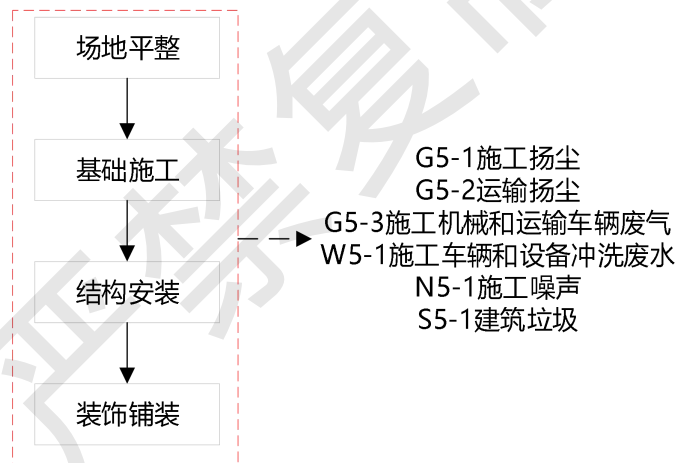 场地平整
基础施工
结构安装
装饰铺装
G5-1施工扬尘
G5-2运输扬尘
G5-3施工机械和运输车辆废气
W5-1施工车辆和设备冲洗废水
N5-1施工噪声
S5-1建筑垃圾
严禁复